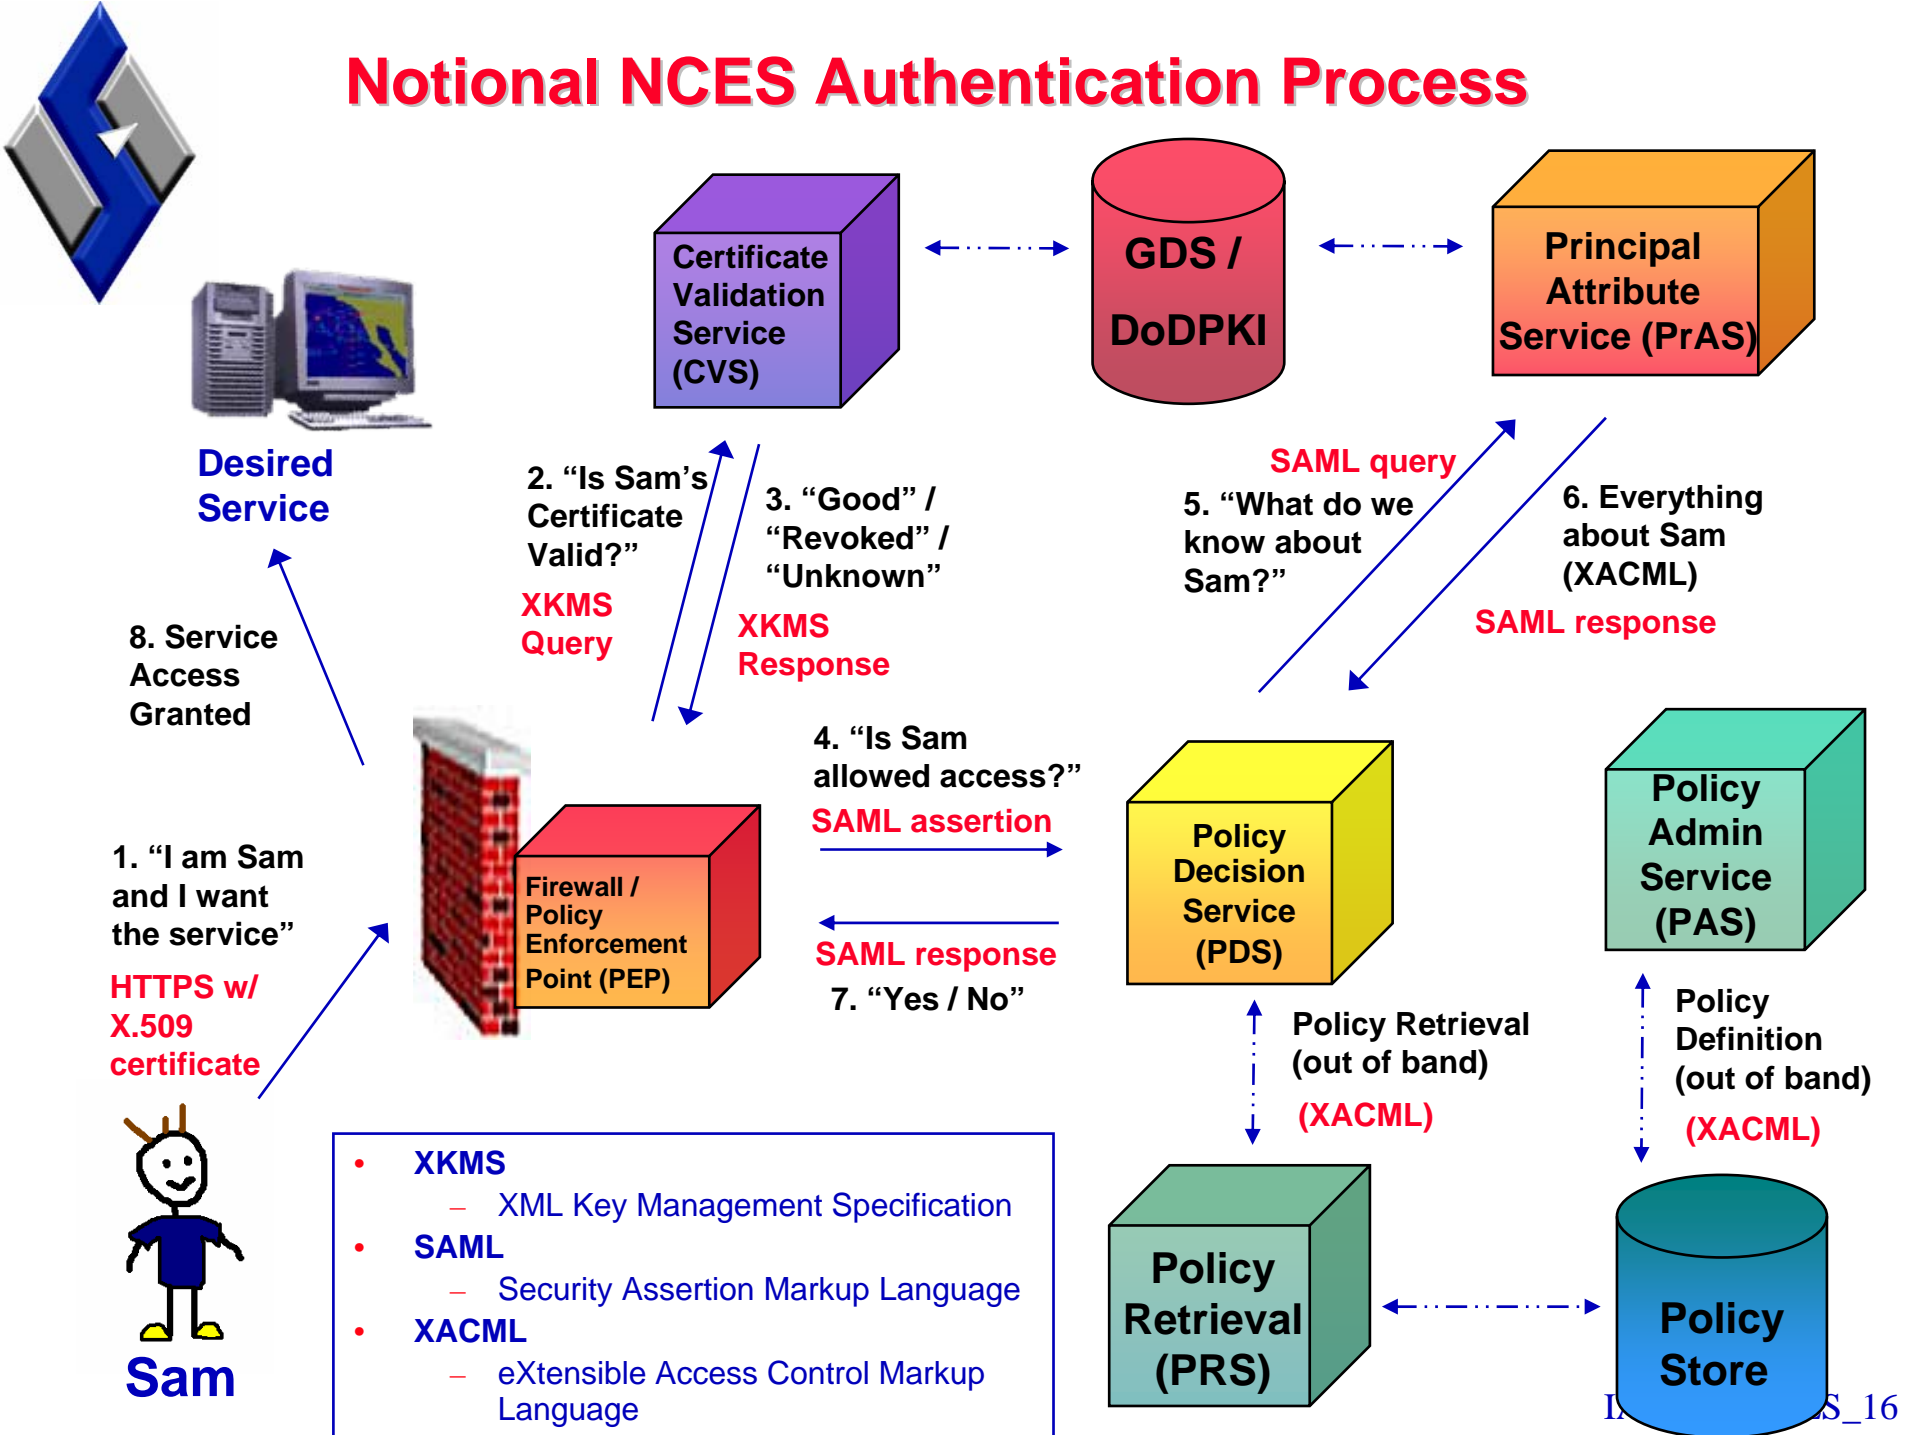 Notional NCES Authentication Process
Certificate
Validation
Service
(CVS)
GDS /
DoDPKI
Principal
Attribute
Service (PrAS)
Desired
Service
2. “Is Sam’s
Certificate
Valid?”
XKMS
Query
3. “Good” /
“Revoked” /
“Unknown”
XKMS
Response
SAML query
5. “What do we
know about
Sam?”
6. Everything
about Sam
(XACML)
SAML response
8. Service
Access
Granted
4. “Is Sam
allowed access?”
SAML assertion
SAML response
7. “Yes / No”
1. “I am Sam
and I want
the service”
HTTPS w/
X.509
certificate
Firewall /
Policy
Enforcement
Point (PEP)
Policy
Decision
Service
(PDS)
Policy
Admin
Service
(PAS)
Policy Retrieval
(out of band)
(XACML)
Policy
Definition
(out of band)
(XACML)
Sam
• XKMS
– XML Key Management Specification
• SAML
– Security Assertion Markup Language
• XACML
– eXtensible Access Control Markup
Language
Policy
Retrieval
(PRS)
Policy
Store
S_16